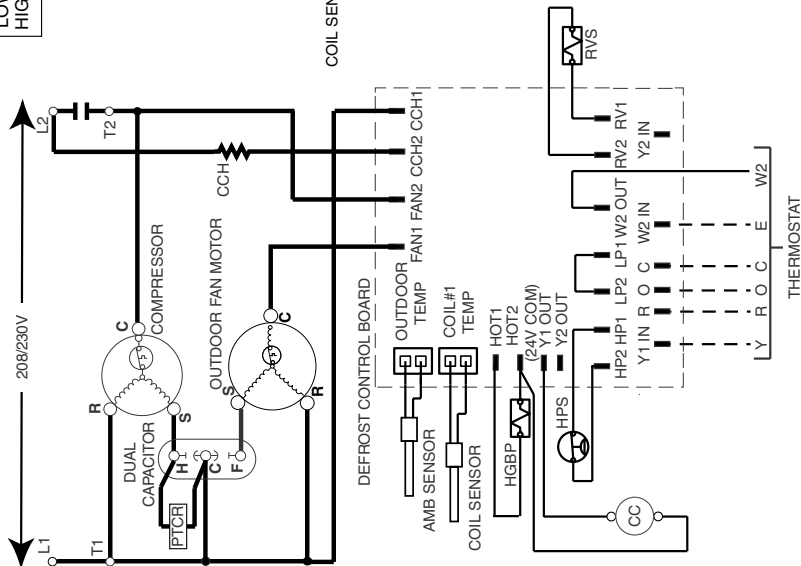 LOW
HIG
COIL SEN
208/230V
L1
L2
T1
T2
CCH
COMPRESSOR
C
R
S
OUTDOOR FAN MOTOR
C
S
R
DUAL
CAPACITOR
H
C
F
PTCR
DEFROST CONTROL BOARD
FAN1
FAN2
CCH2
CCH1
OUTDOOR
TEMP
COIL#1
TEMP
AMB SENSOR
COIL SENSOR
HOT1
HOT2
(24V COM)
Y1 OUT
Y2 OUT
HGBP
HPS
CC
HP2
HP1
LP2
LP1
W2 OUT
RV2
RV1
Y1 IN
R
O
C
W2 IN
Y2 IN
RVS
Y
R
O
C
E
W2
THERMOSTAT